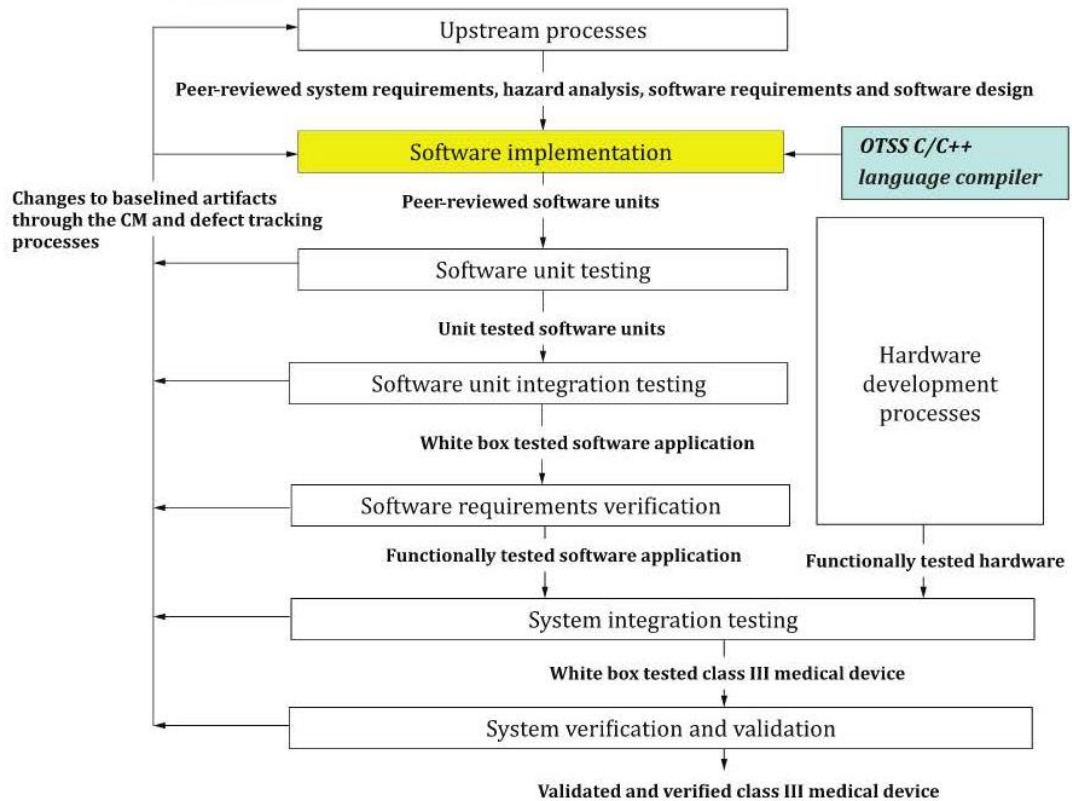 Upstream processes
Peer-reviewed system requirements, hazard analysis, software requirements and software design
Software implementation
OTSS C/C++
language compiler
Changes to baselined artifacts
through the CM and defect tracking
processes
Peer-reviewed software units
Software unit testing
Unit tested software units
Software unit integration testing
Hardware
development
processes
White box tested software application
Software requirements verification
Functionally tested software application
Functionally tested hardware
System integration testing
White box tested class III medical device
System verification and validation
Validated and verified class III medical device